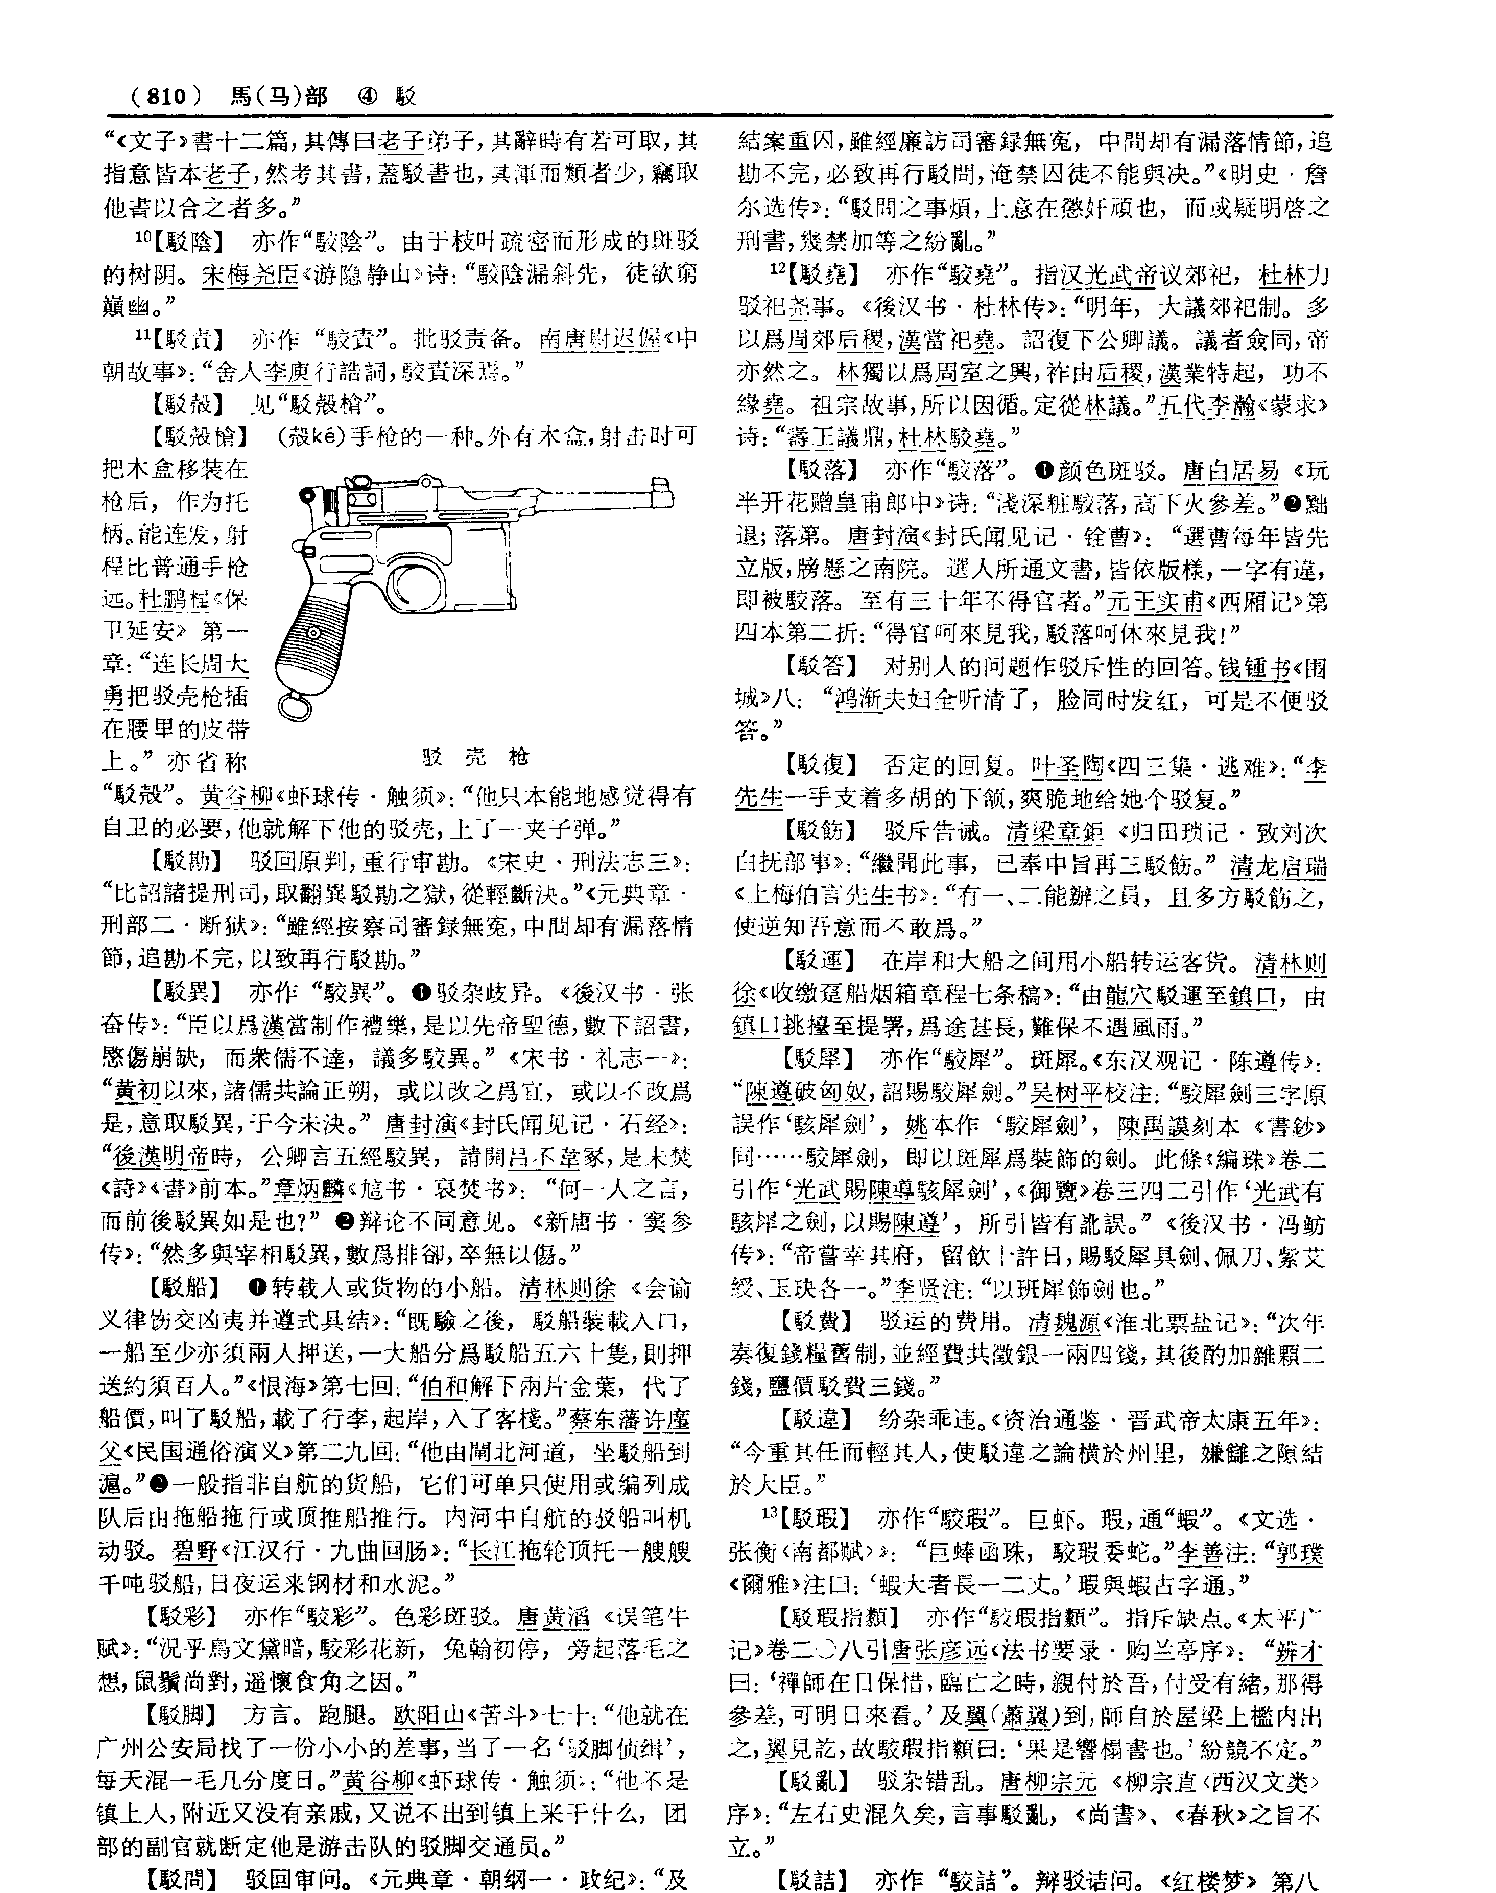 （810） 馬(马)部 ④ 駁
“《文子》書十二篇，其傳曰老子弟子，其辭時有若可取，其
指意皆本老子，然考其書，蓋駁書也，其渾而類者少，竊取
他書以合之者多。”
10【駁陰】 亦作“駮陰”。由于枝叶疏密而形成的斑驳
的树阴。宋梅尧臣《游隐静山》诗：“駮陰漏斜先，徒欲窮
巔幽。”
11【駁責】 亦作“駮責”。批驳责备。南唐尉迟偓《中
朝故事》：“舍人李庾行誥詞，駮責深焉。”
【駁殻】 见“駁殻槍”。
【駁殻槍】 (殻ké)手枪的一种。外有木盒，射击时可
把木盒移装在
枪后，作为托
柄。能连发，射
程比普通手枪
远。杜鹏程《保
卫延安》第一
章：“连长周大
勇把驳壳枪插
在腰里的皮带
上。”亦省称
驳 壳 枪
“駁殻”。黄谷柳《虾球传·触须》：“他只本能地感觉得有
自卫的必要，他就解下他的驳壳，上了一夹子弹。”
【駁勘】 驳回原判，重行审勘。《宋史·刑法志三》：
“比詔諸提刑司，取翻異駁勘之獄，從輕斷決。”《元典章·
刑部二·断狱》：“雖經按察司審録無冤，中間却有漏落情
節，追勘不完，以致再行駁勘。”
【駁異】 亦作“駮異”。❶驳杂歧异。《後汉书·张
奋传》：“臣以爲漢當制作禮樂，是以先帝聖德，數下詔書，
愍傷崩缺，而衆儒不達，議多駮異。”《宋书·礼志一》：
“黄初以來，諸儒共論正朔，或以改之爲宜，或以不改爲
是，意取駁異，于今未決。”唐封演《封氏闻见记·石经》：
“後漢明帝時，公卿言五經駮異，請開吕不韋冢，是未焚
《詩》《書》前本。”章炳麟《訄书·哀焚书》：“何一人之言，
而前後駁異如是也？”❷辩论不同意见。《新唐书·窦参
传》：“然多與宰相駁異，數爲排卻，卒無以傷。”
【駁船】 ❶转载人或货物的小船。清林则徐《会谕
义律饬交凶夷并遵式具结》：“既驗之後，駁船裝載入口，
一船至少亦須兩人押送，一大船分爲駁船五六十隻，則押
送約須百人。”《恨海》第七回：“伯和解下兩片金葉，代了
船價，叫了駁船，載了行李，起岸，入了客棧。”蔡东藩许廑
父《民国通俗演义》第二九回：“他由閘北河道，坐駁船到
滬。”❷一般指非自航的货船，它们可单只使用或编列成
队后由拖船拖行或顶推船推行。内河中自航的驳船叫机
动驳。碧野《江汉行·九曲回肠》：“长江拖轮顶托一艘艘
千吨驳船，日夜运来钢材和水泥。”
【駁彩】 亦作“駮彩”。色彩斑驳。唐黄滔《误笔牛
赋》：“況乎烏文黛暗，駮彩花新，兔翰初停，旁起落毛之
想，鼠鬚尚對，遥懷食角之因。”
【駁脚】 方言。跑腿。欧阳山《苦斗》七十：“他就在
广州公安局找了一份小小的差事，当了一名‘驳脚侦缉’，
每天混一毛几分度日。”黄谷柳《虾球传·触须》：“他不是
镇上人，附近又没有亲戚，又说不出到镇上来干什么，团
部的副官就断定他是游击队的驳脚交通员。”
【駁問】 驳回审问。《元典章·朝纲一·政纪》：“及
結案重囚，雖經廉訪司審録無冤，中間却有漏落情節，追
勘不完，必致再行駁問，淹禁囚徒不能與决。”《明史·詹
尔选传》：“駁問之事煩，上意在懲奸頑也，而或疑明啓之
刑書，幾禁加等之紛亂。”
12【駁堯】 亦作“駮堯”。指汉光武帝议郊祀，杜林力
驳祀尧事。《後汉书·杜林传》：“明年，大議郊祀制。多
以爲周郊后稷，漢當祀堯。詔復下公卿議。議者僉同，帝
亦然之。林獨以爲周室之興，祚由后稷，漢業特起，功不
緣堯。祖宗故事，所以因循。定從林議。”五代李瀚《蒙求》
诗：“壽王議鼎，杜林駮堯。”
【駁落】 亦作“駮落”。❶颜色斑驳。唐白居易《玩
半开花赠皇甫郎中》诗：“淺深粧駮落，高下火參差。”❷黜
退；落第。唐封演《封氏闻见记·铨曹》：“選曹每年皆先
立版，膀懸之南院。選人所通文書，皆依版樣，一字有違，
即被駮落。至有三十年不得官者。”元王实甫《西厢记》第
四本第二折：“得官呵來見我，駁落呵休來見我！”
【駁答】 对别人的问题作驳斥性的回答。钱锺书《围
城》八：“鸿渐夫妇全听清了，脸同时发红，可是不便驳
答。”
【駁復】 否定的回复。叶圣陶《四三集·逃难》：“李
先生一手支着多胡的下颔，爽脆地给她个驳复。”
【駁飭】 驳斥告诫。清梁章鉅《归田琐记·致刘次
白抚部事》：“繼聞此事，已奉中旨再三駁飭。”清龙启瑞
《上梅伯言先生书》：“有一、二能辦之員，且多方駁飭之，
使逆知吾意而不敢爲。”
【駁運】 在岸和大船之间用小船转运客货。清林则
徐《收缴趸船烟箱章程七条稿》：“由龍穴駁運至鎮口，由
鎮口挑擡至提署，爲途甚長，難保不遇風雨。”
【駁犀】 亦作“駮犀”。斑犀。《东汉观记·陈遵传》：
“陳遵破匈奴，詔賜駮犀劍。”吴树平校注：“駮犀劍三字原
誤作‘駭犀劍’，姚本作‘駮犀劍’，陳禹謨刻本《書鈔》
同……駮犀劍，即以斑犀爲裝飾的劍。此條《編珠》卷二
引作‘光武賜陳導駭犀劍’，《御覽》卷三四二引作‘光武有
駭犀之劍，以賜陳遵’，所引皆有訛誤。”《後汉书·冯鲂
传》：“帝嘗幸其府，留飲十許日，賜駁犀具劍、佩刀、紫艾
綬、玉玦各一。”李贤注：“以班犀飾劍也。”
【駁費】 驳运的费用。清魏源《淮北票盐记》：“次年
奏復錢糧舊制，並經費共徵銀一兩四錢，其後酌加雜顆二
錢，鹽價駁費三錢。”
【駁違】 纷杂乖违。《资治通鉴·晋武帝太康五年》：
“今重其任而輕其人，使駁違之論横於州里，嫌讎之隙結
於大臣。”
13【駁瑕】 亦作“駮瑕”。巨虾。瑕，通“蝦”。《文选·
张衡〈南都赋〉》：“巨蜯函珠，駮瑕委蛇。”李善注：“郭璞
《爾雅》注曰：‘蝦大者長一二丈。’瑕與蝦古字通。”
【駁瑕指纇】 亦作“駮瑕指纇”。指斥缺点。《太平广
记》卷二〇八引唐张彦远《法书要录·购兰亭序》：“辨才
曰：‘禪師在日保惜，臨亡之時，親付於吾，付受有緒，那得
參差，可明日來看。’及翼(蕭翼)到，師自於屋梁上檻内出
之，翼見訖，故駮瑕指纇曰：‘果是響榻書也。’紛競不定。”
【駁亂】 驳杂错乱。唐柳宗元《柳宗直〈西汉文类〉
序》：“左右史混久矣，言事駁亂，《尚書》、《春秋》之旨不
立。”
【駁詰】 亦作“駮詰”。辩驳诘问。《红楼梦》第八